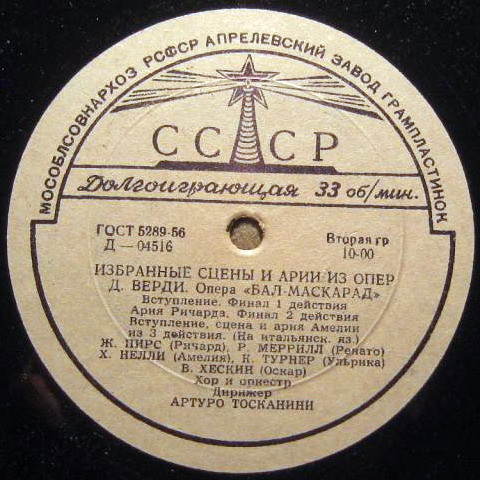 МОСОБЛСОВНАРХОЗ РСФСР АПРЕЛЕВСКИЙ ЗАВОД ГРАМПЛАСТИНОК
СССР
Долгоиграющая 33 об/мин.
ГОСТ 5289-56
Д — 04516
Вторая гр
10-00
ИЗБРАННЫЕ СЦЕНЫ И АРИИ ИЗ ОПЕР
Д. ВЕРДИ. Опера «БАЛ-МАСКАРАД»
Вступление. Финал 1 действия
Ария Ричарда. Финал 2 действия
Вступление, сцена и ария Амелии
из 3 действия. (На итальянск. яз.)
Ж. ПИРС (Ричард), Р. МЕРРИЛЛ (Ренато)
Х. НЕЛЛИ (Амелия), К. ТУРНЕР (Ульрика)
В. ХЕСКИН (Оскар)
Хор и оркестр
Дирижер
АРТУРО ТОСКАНИНИ